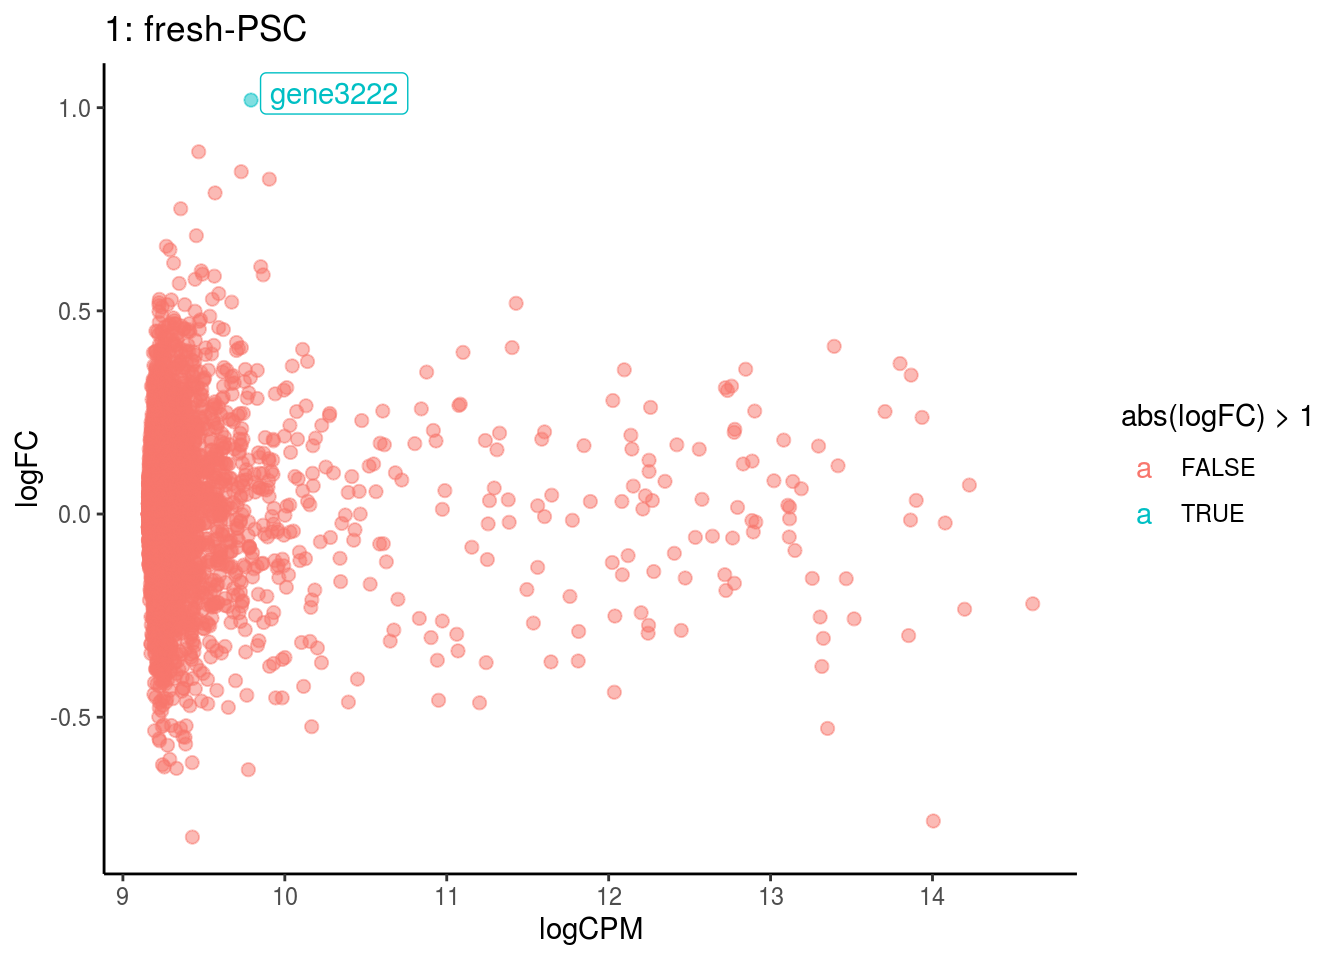 1: fresh-PSC
gene3222
1.0
0.5
0.0
-0.5
logFC
9 10 11 12 13 14
logCPM
abs(logFC) > 1
a FALSE
a TRUE